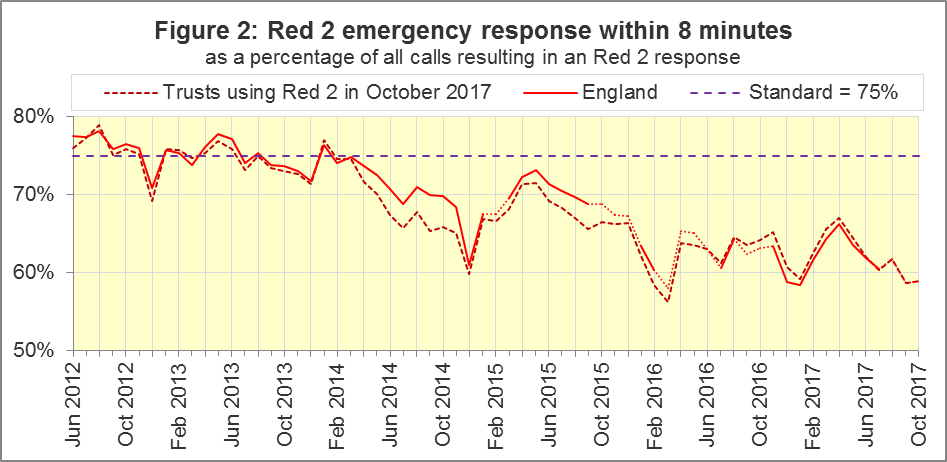 Figure 2: Red 2 emergency response within 8 minutes
as a percentage of all calls resulting in an Red 2 response
Trusts using Red 2 in October 2017 England Standard = 75%
80%
70%
60%
50%
Jun 2012
Oct 2012
Feb 2013
Jun 2013
Oct 2013
Feb 2014
Jun 2014
Oct 2014
Feb 2015
Jun 2015
Oct 2015
Feb 2016
Jun 2016
Oct 2016
Feb 2017
Jun 2017
Oct 2017